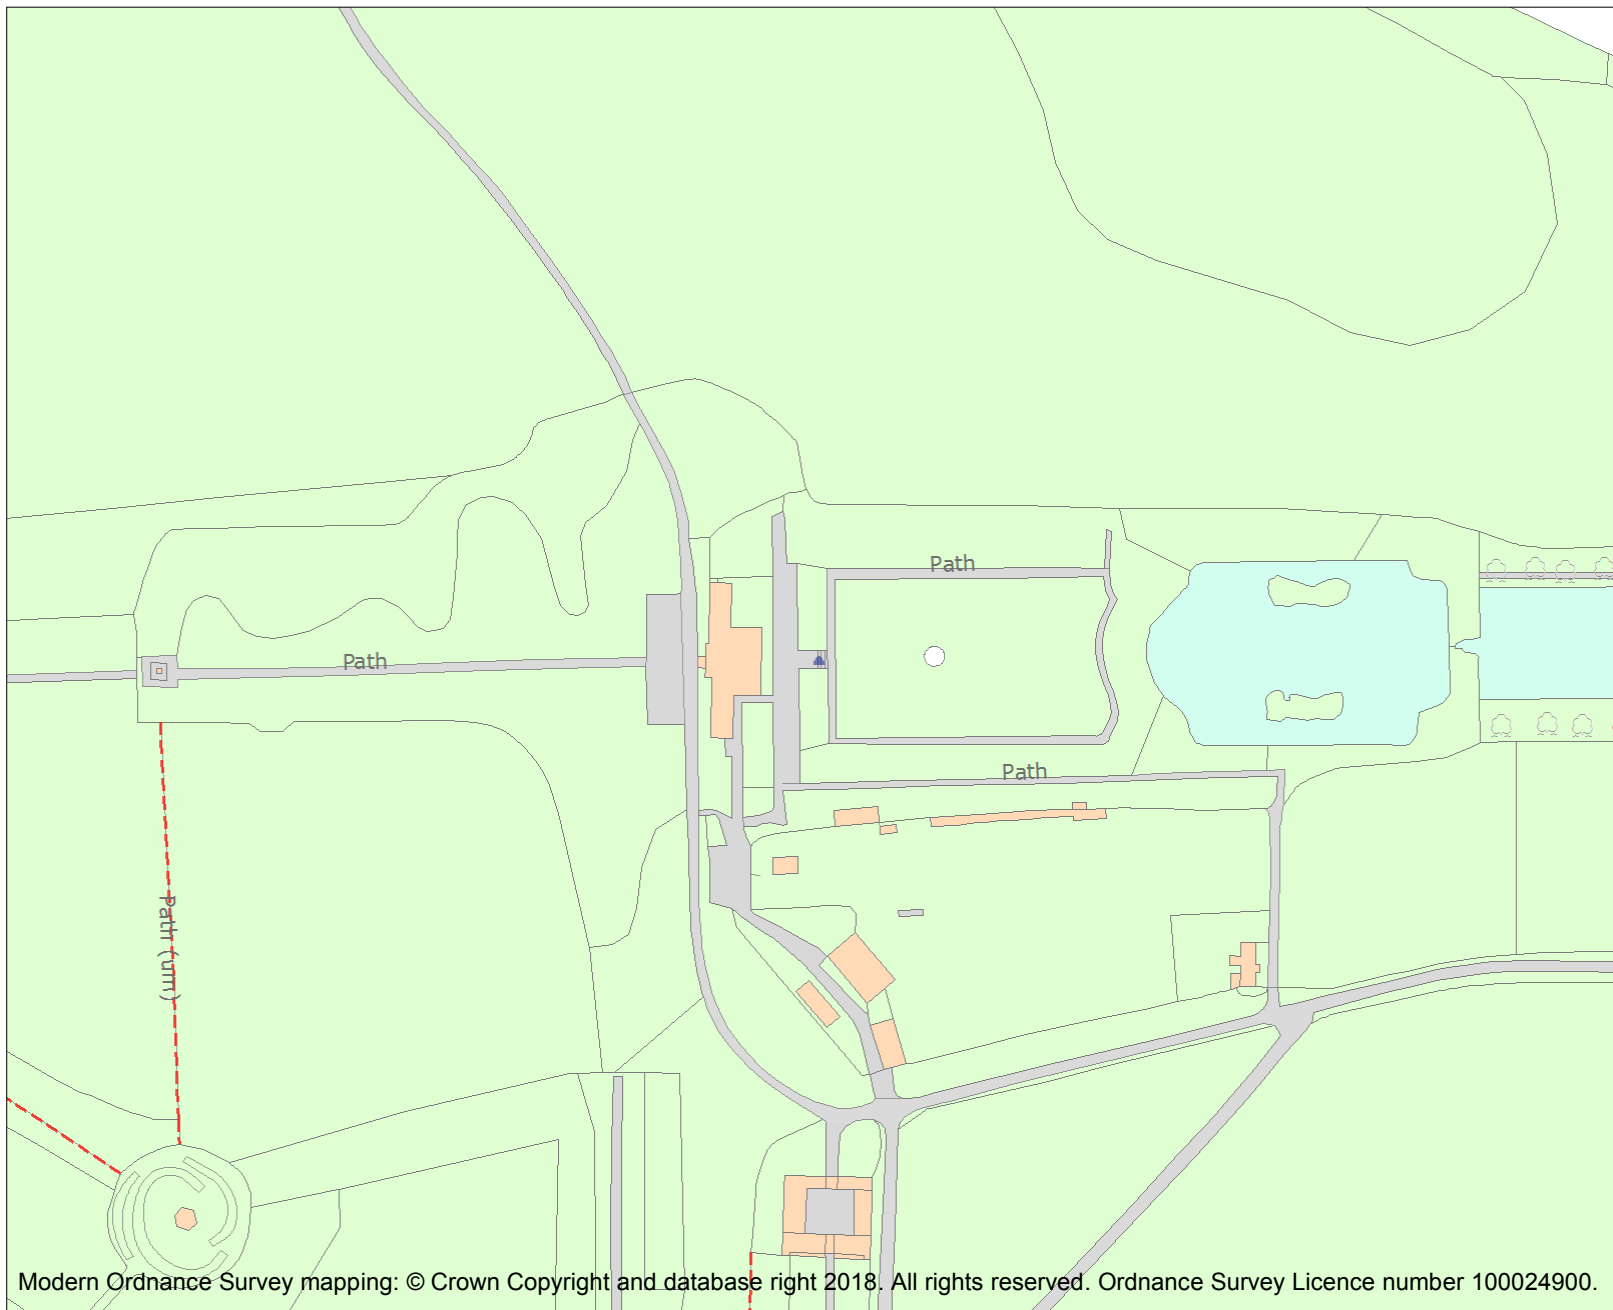 Path
Path
Path
Path (um)
Modern Ordnance Survey mapping: © Crown Copyright and database right 2018. All rights reserved. Ordnance Survey Licence number 100024900.